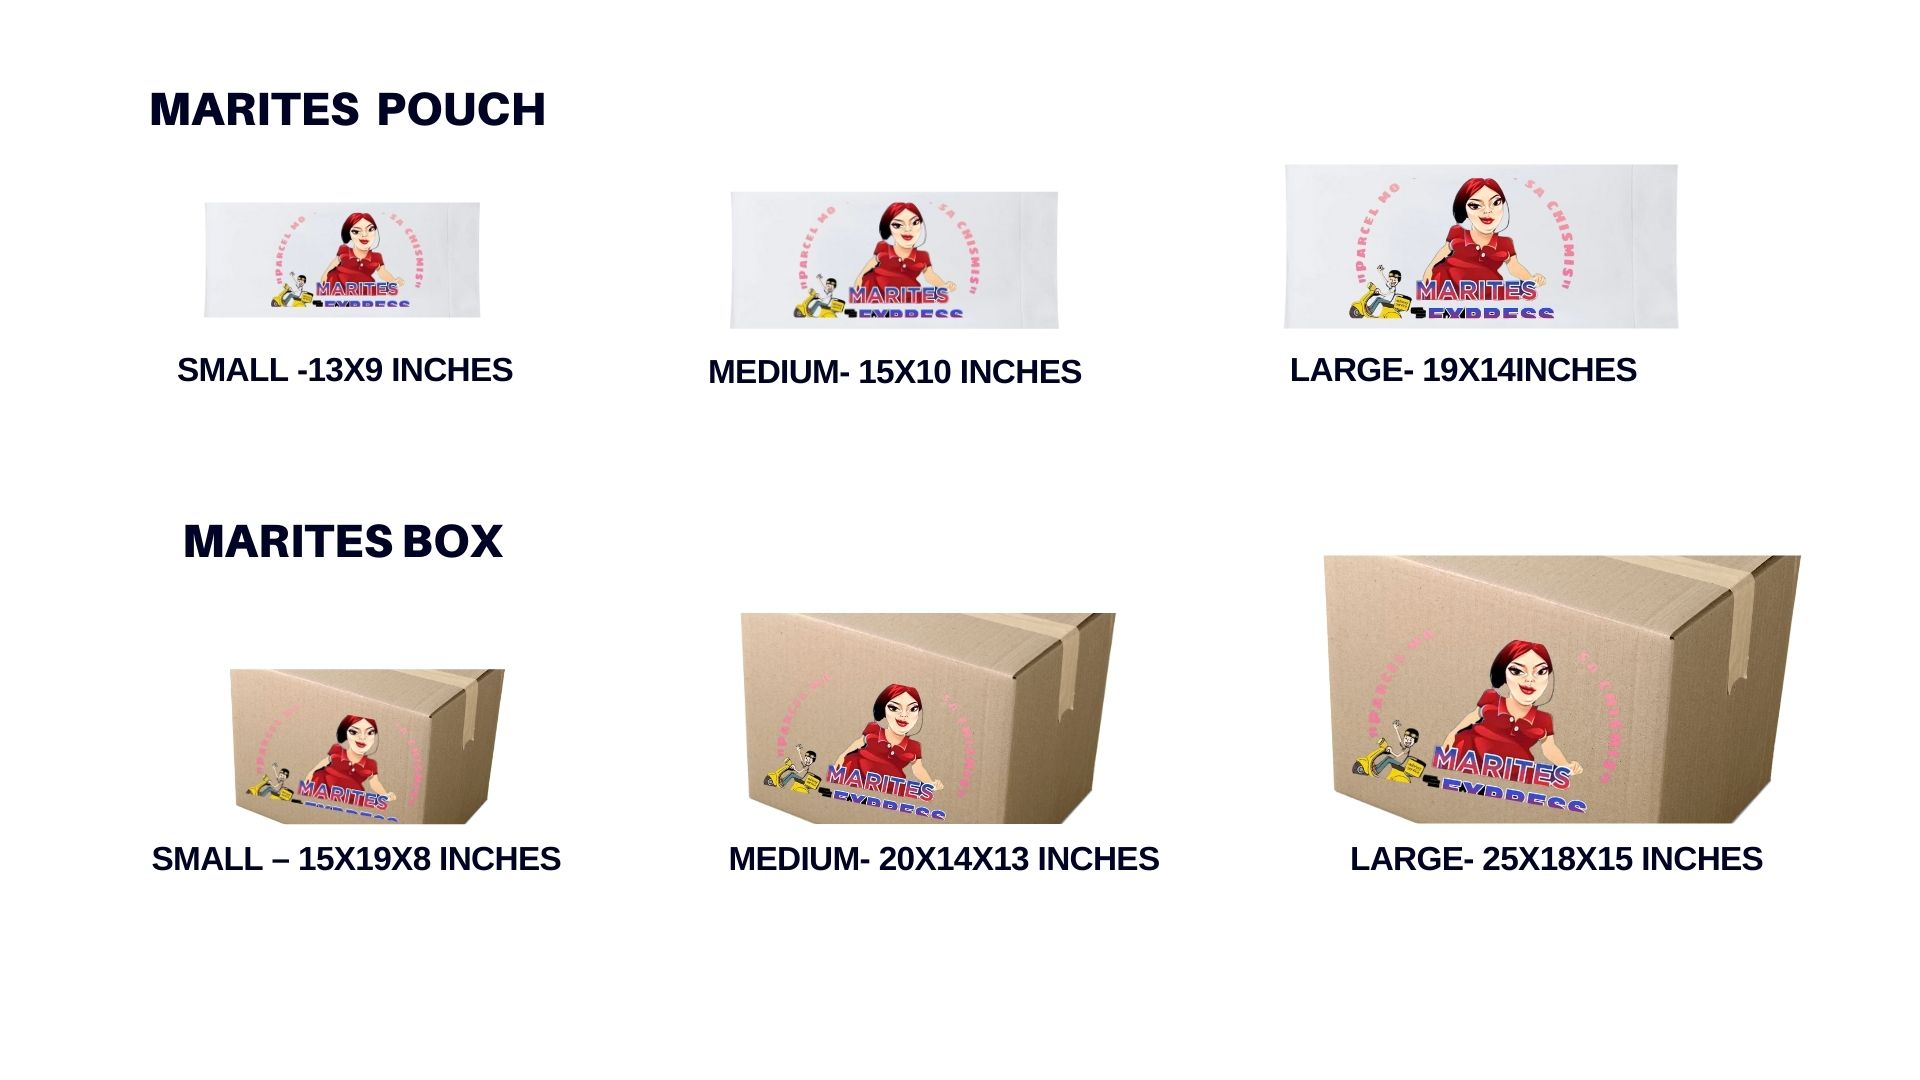 MARITES POUCH
"PARCEL MO SA CHISMIS"
MARITES
EXPRESS
"PARCEL MO SA CHISMIS"
MARITES
EXPRESS
"PARCEL MO SA CHISMIS"
MARITES
EXPRESS
SMALL -13X9 INCHES
MEDIUM- 15X10 INCHES
LARGE- 19X14INCHES
MARITES BOX
"PARCEL MO SA CHISMIS"
MARITES
EXPRESS
"PARCEL MO SA CHISMIS"
MARITES
EXPRESS
"PARCEL MO SA CHISMIS"
MARITES
EXPRESS
SMALL – 15X19X8 INCHES
MEDIUM- 20X14X13 INCHES
LARGE- 25X18X15 INCHES